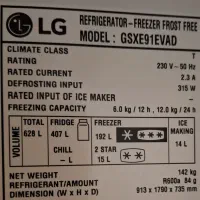 LG
REFRIGERATOR-FREEZER FROST FREE
MODEL : GSXE91EVAD
CLIMATE CLASS T
RATING 230 V~ 50 Hz
RATED CURRENT 2.3 A
DEFROSTING INPUT 315 W
RATED INPUT OF ICE MAKER –
FREEZING CAPACITY 6.0 kg / 12 h , 12.0 kg / 24 h
VOLUME
TOTAL 628 L
FRIDGE 407 L
CHILL – L
FREEZER 192 L
2 STAR 15 L
ICE MAKING 14 L
NET WEIGHT 142 kg
REFRIGERANT/AMOUNT R600a 84 g
DIMENSION (W x H x D) 913 x 1790 x 735 mm